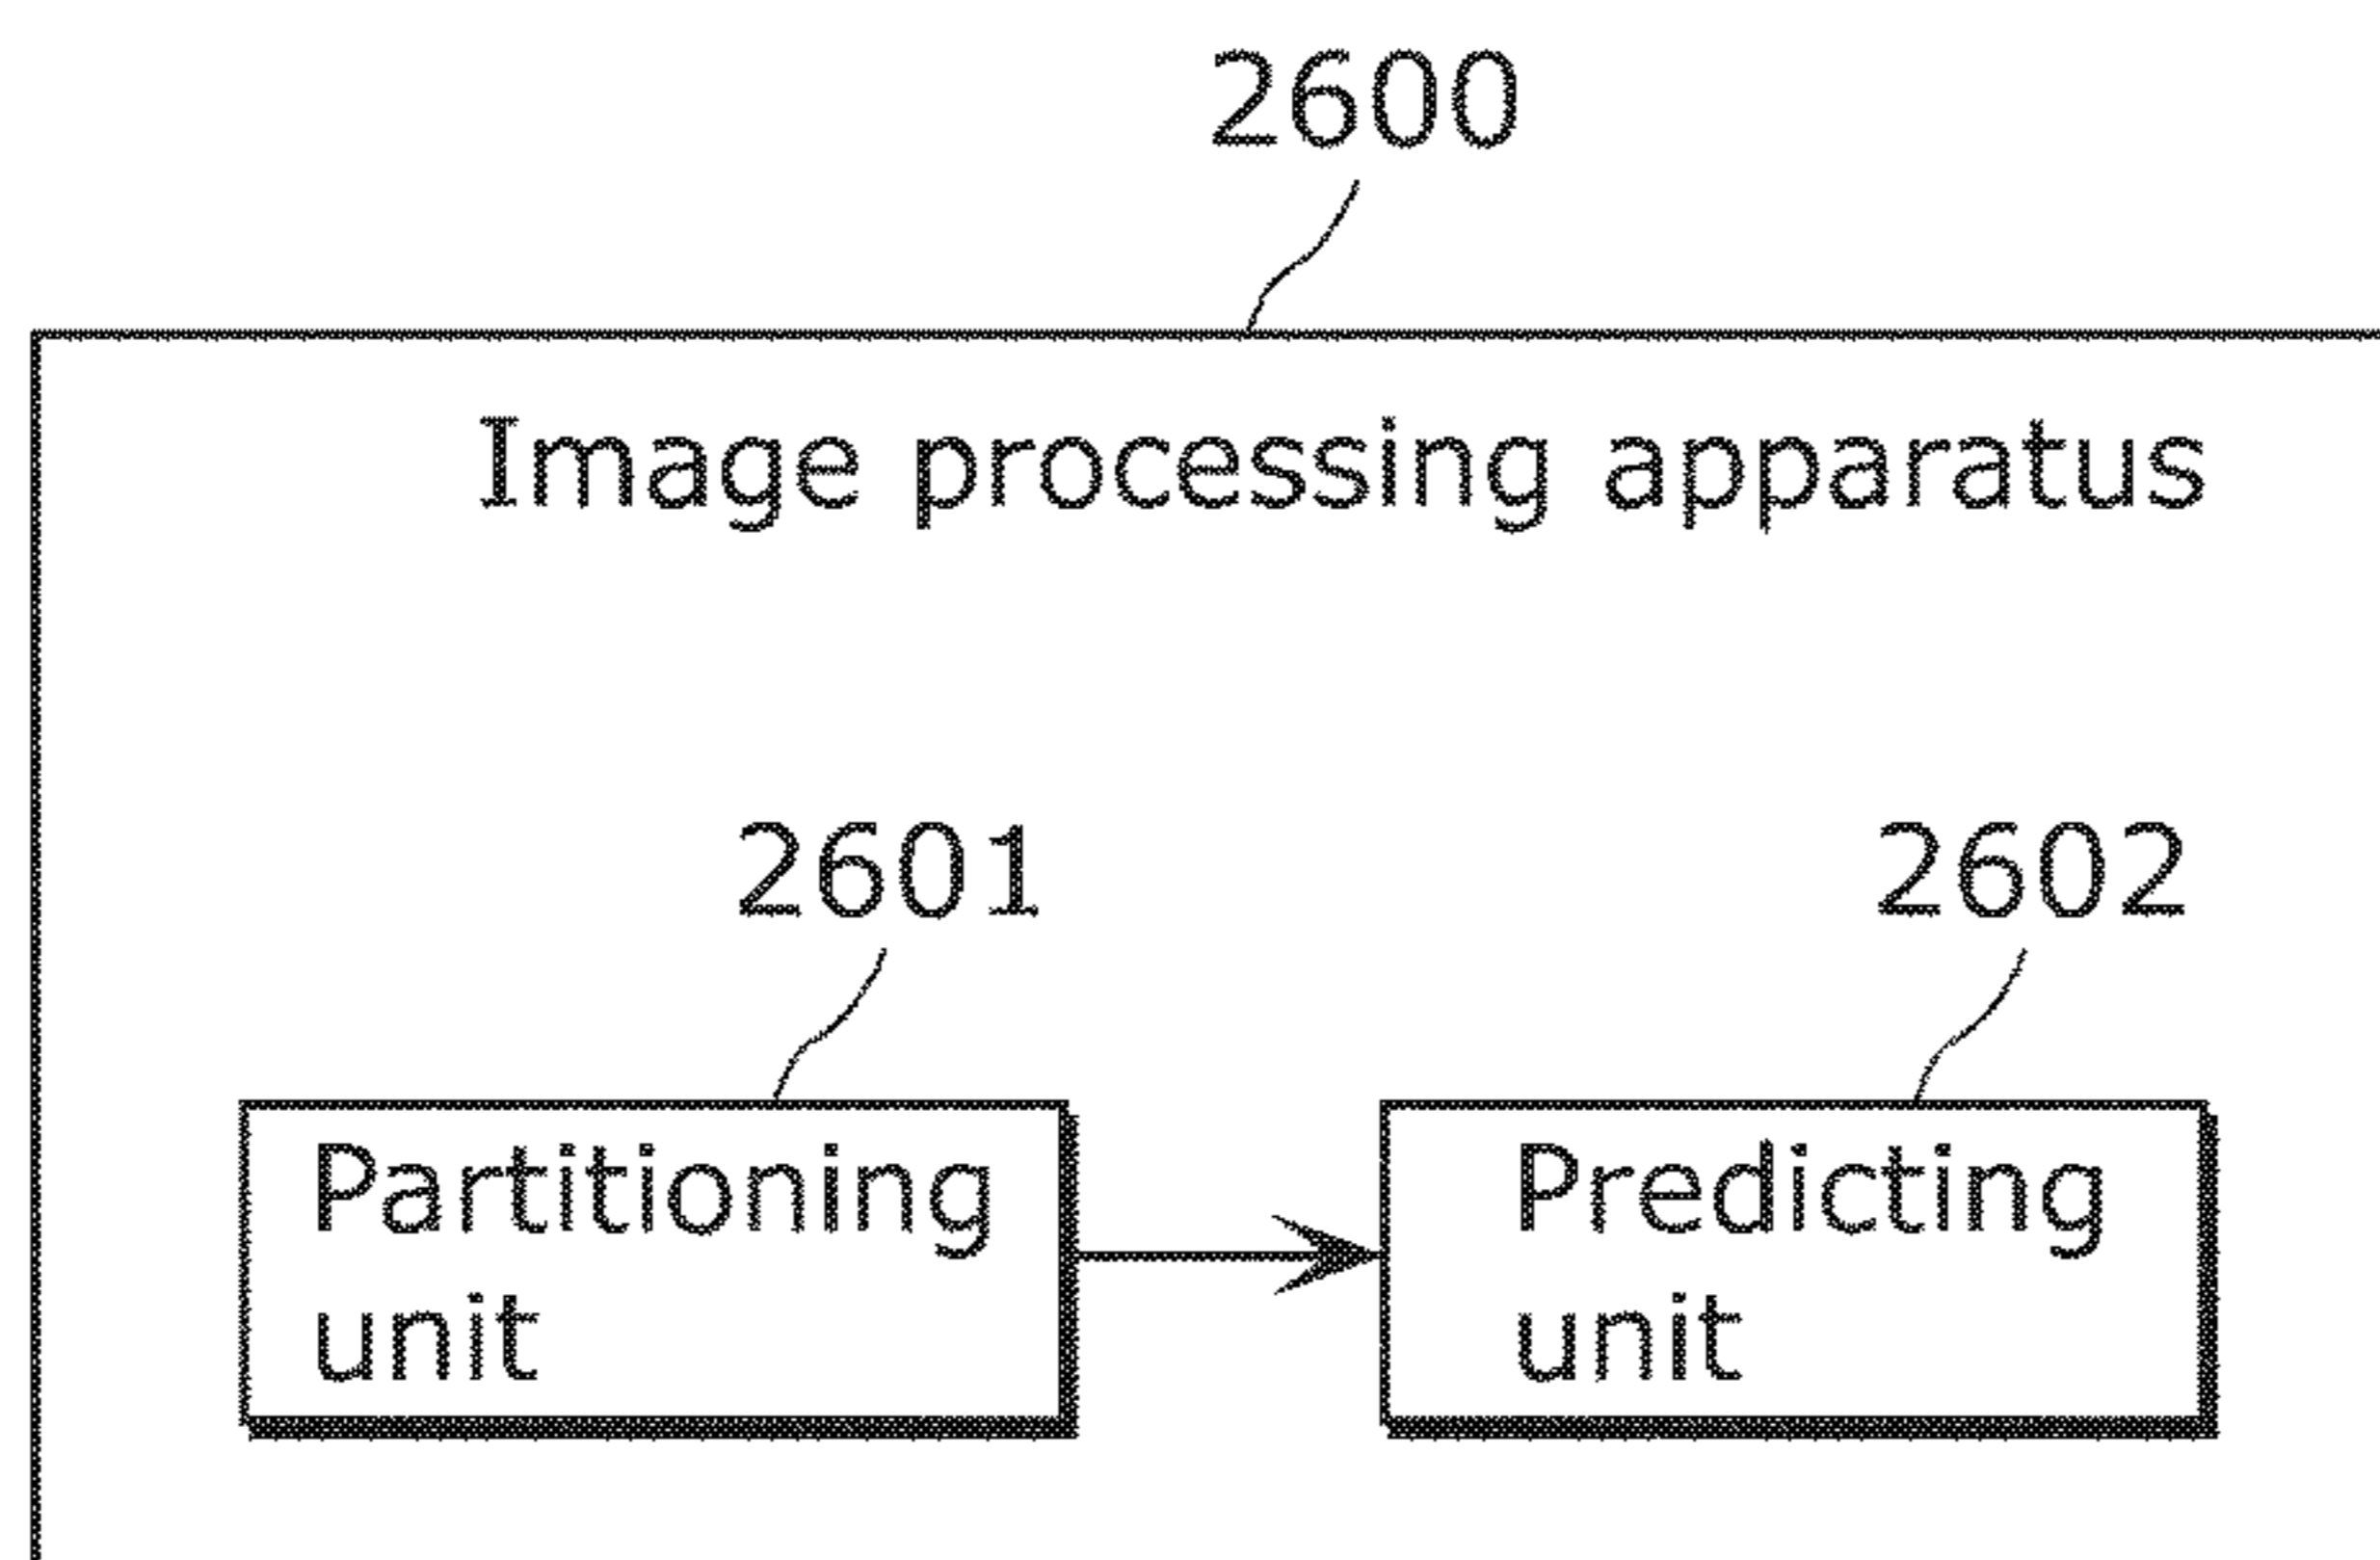 2600
Image processing apparatus
2601
2602
Partitioning
unit
Predicting
unit